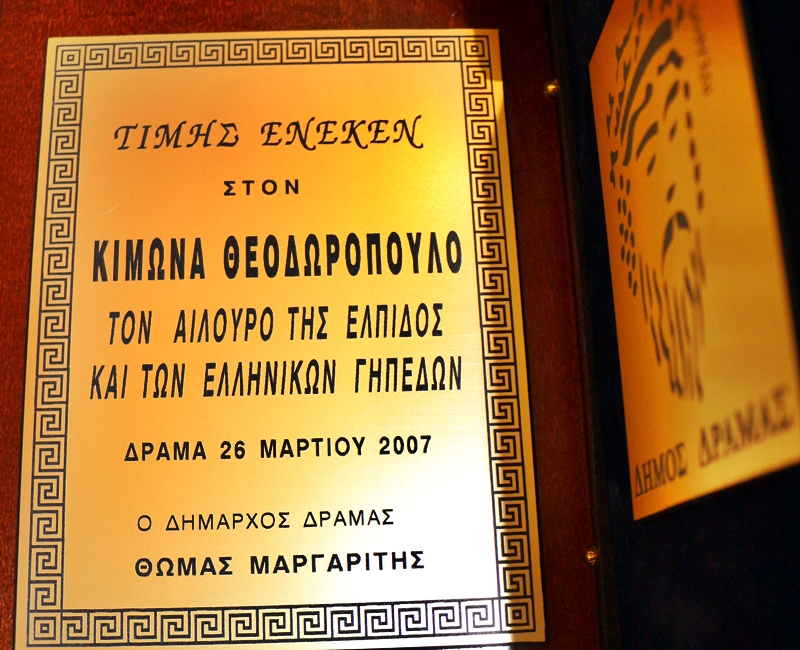 ΤΙΜΗΣ ΕΝΕΚΕΝ
ΣΤΟΝ
ΚΙΜΩΝΑ ΘΕΟΔΩΡΟΠΟΥΛΟ
ΤΟΝ ΑΙΛΟΥΡΟ ΤΗΣ ΕΛΠΙΔΟΣ
ΚΑΙ ΤΩΝ ΕΛΛΗΝΙΚΩΝ ΓΗΠΕΔΩΝ
ΔΡΑΜΑ 26 ΜΑΡΤΙΟΥ 2007
Ο ΔΗΜΑΡΧΟΣ ΔΡΑΜΑΣ
ΘΩΜΑΣ ΜΑΡΓΑΡΙΤΗΣ
ΔΗΜΟΣ ΔΡΑΜΑΣ